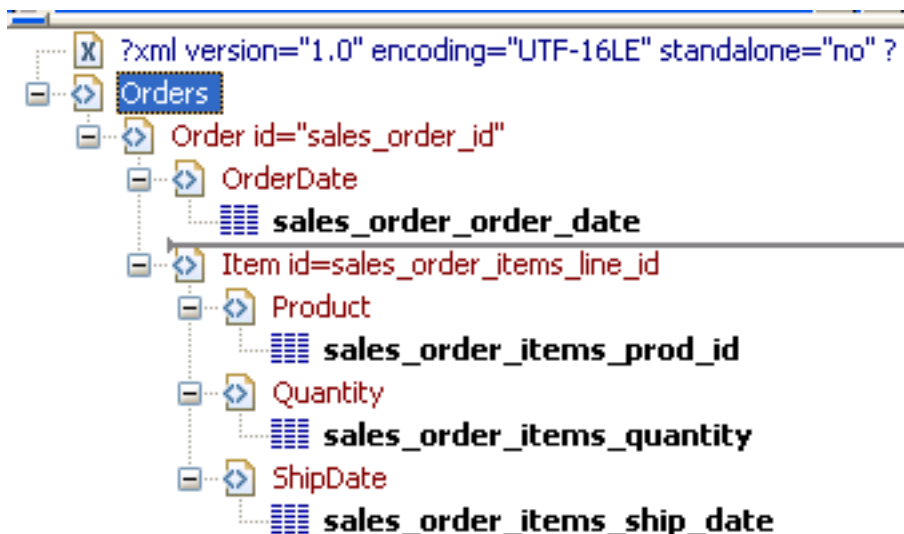 ?xml version="1.0" encoding="UTF-16LE" standalone="no" ?
Orders
Order id="sales_order_id"
OrderDate
sales_order_order_date
Item id=sales_order_items_line_id
Product
sales_order_items_prod_id
Quantity
sales_order_items_quantity
ShipDate
sales_order_items_ship_date